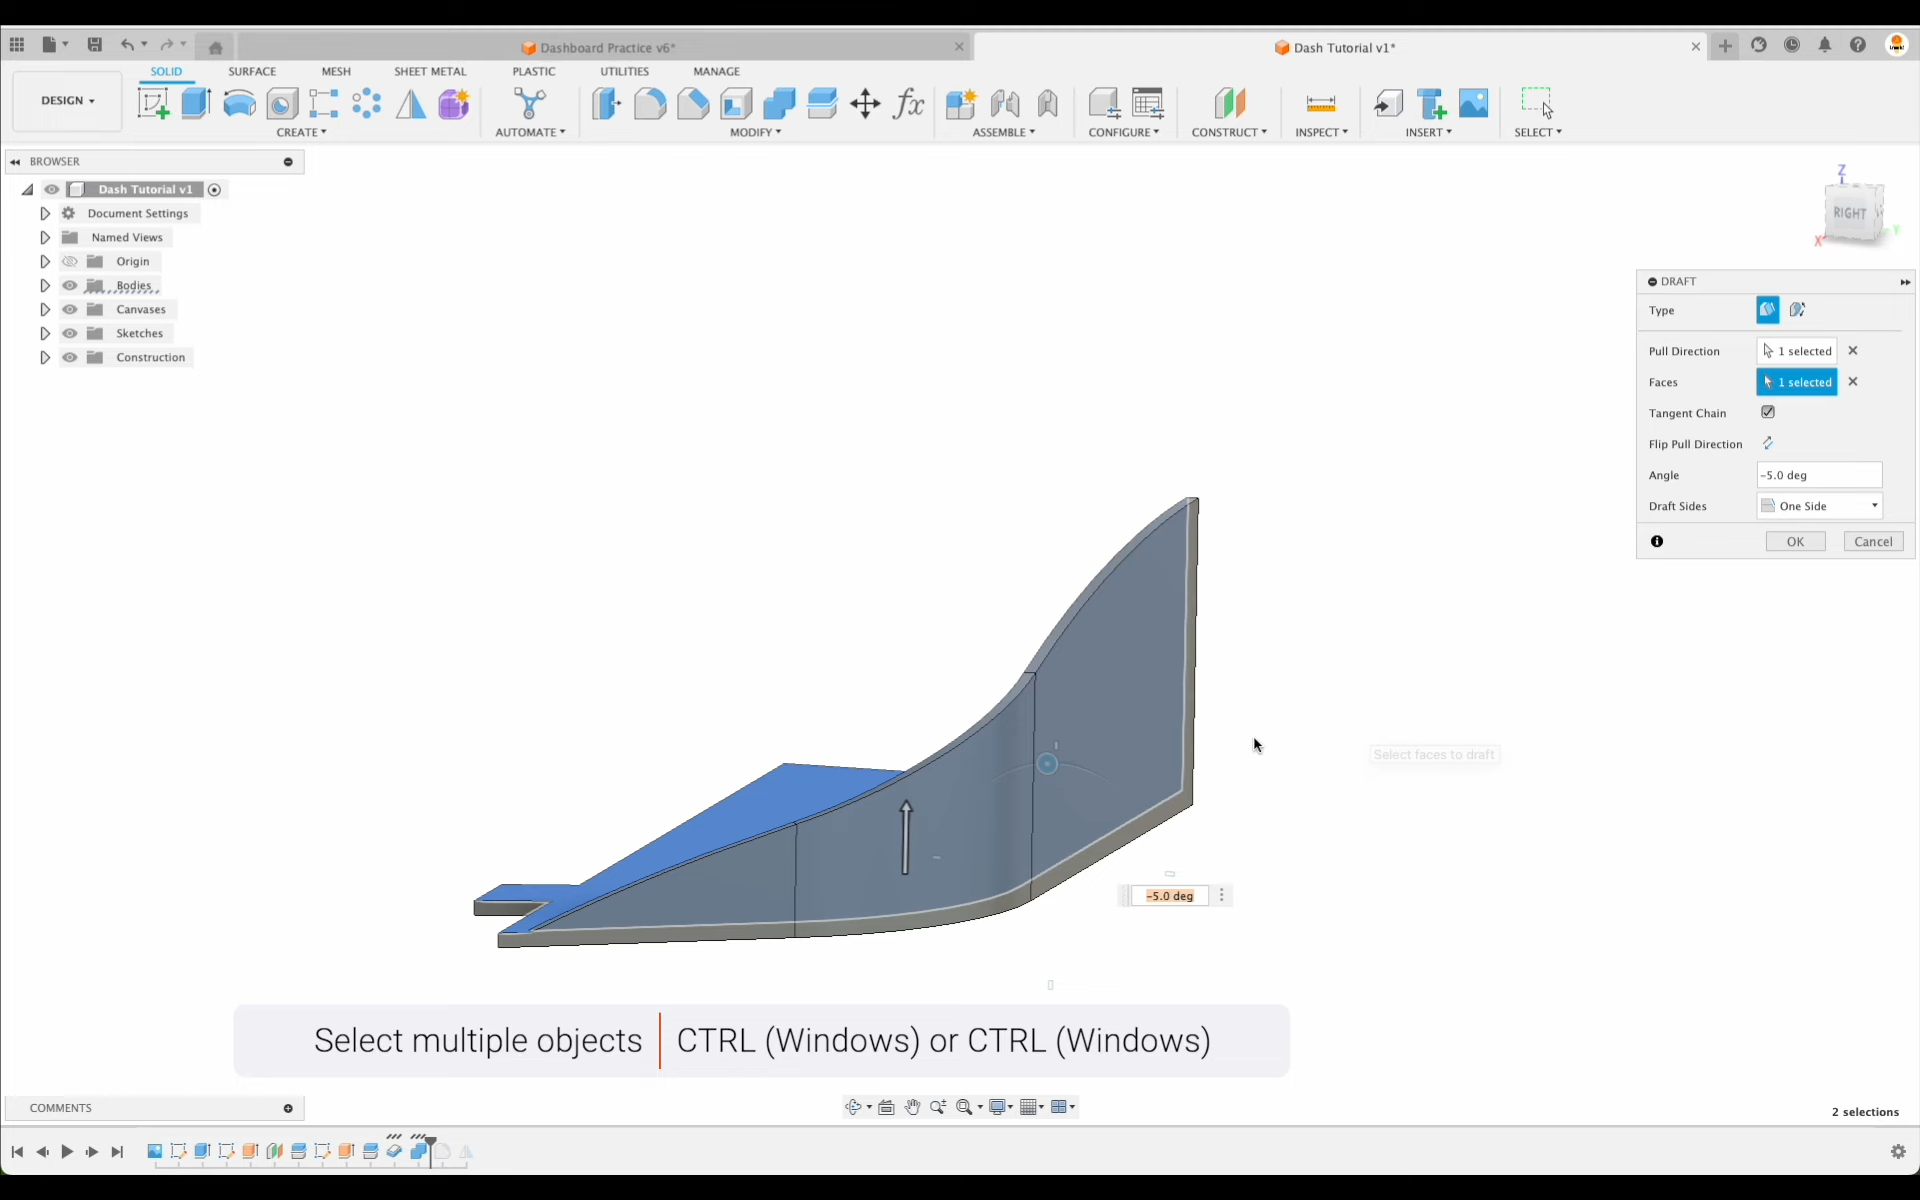 Dashboard Practice v6*
Dash Tutorial v1*
DESIGN
SOLID SURFACE MESH SHEET METAL PLASTIC UTILITIES MANAGE
fx
CREATE AUTOMATE MODIFY ASSEMBLE CONFIGURE CONSTRUCT INSPECT INSERT SELECT
BROWSER
Dash Tutorial v1
Document Settings
Named Views
Origin
Bodies
Canvases
Sketches
Construction
Z
RIGHT
X
Y
DRAFT
Type
Pull Direction 1 selected
Faces 1 selected
Tangent Chain
Flip Pull Direction
Angle -5.0 deg
Draft Sides One Side
OK Cancel
Select faces to draft
-5.0 deg
Select multiple objects CTRL (Windows) or CTRL (Windows)
COMMENTS
2 selections